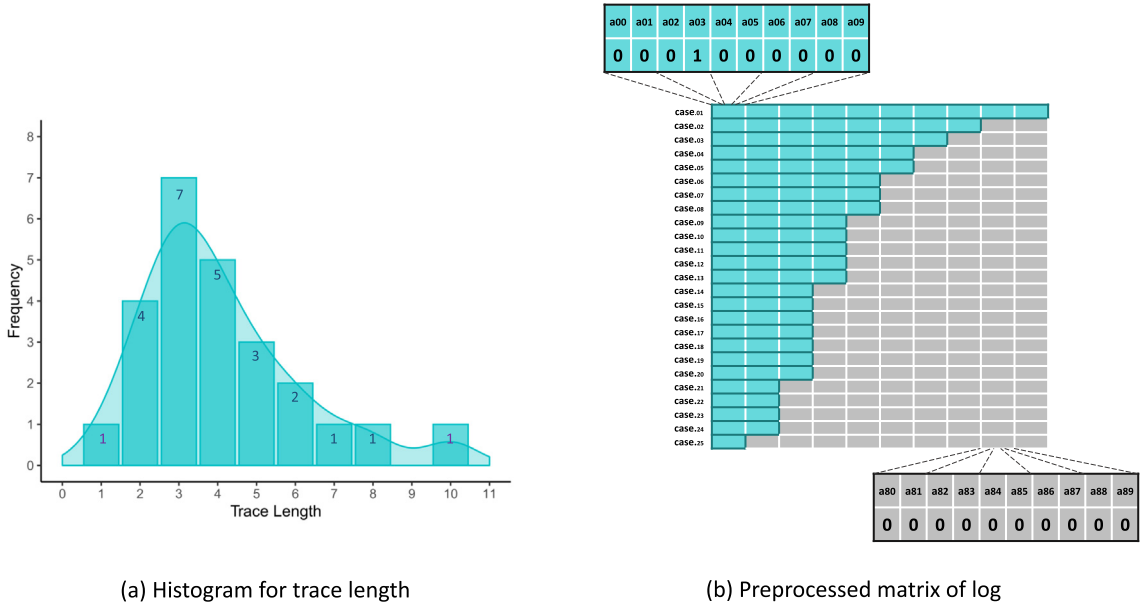 a00 a01 a02 a03 a04 a05 a06 a07 a08 a09
0 0 0 1 0 0 0 0 0 0
8
7
6
5
4
3
2
1
0
Frequency
1
4
7
5
3
2
1
1
1
0 1 2 3 4 5 6 7 8 9 10 11
Trace Length
case.01
case.02
case.03
case.04
case.05
case.06
case.07
case.08
case.09
case.10
case.11
case.12
case.13
case.14
case.15
case.16
case.17
case.18
case.19
case.20
case.21
case.22
case.23
case.24
case.25
a80 a81 a82 a83 a84 a85 a86 a87 a88 a89
0 0 0 0 0 0 0 0 0 0
(a) Histogram for trace length
(b) Preprocessed matrix of log